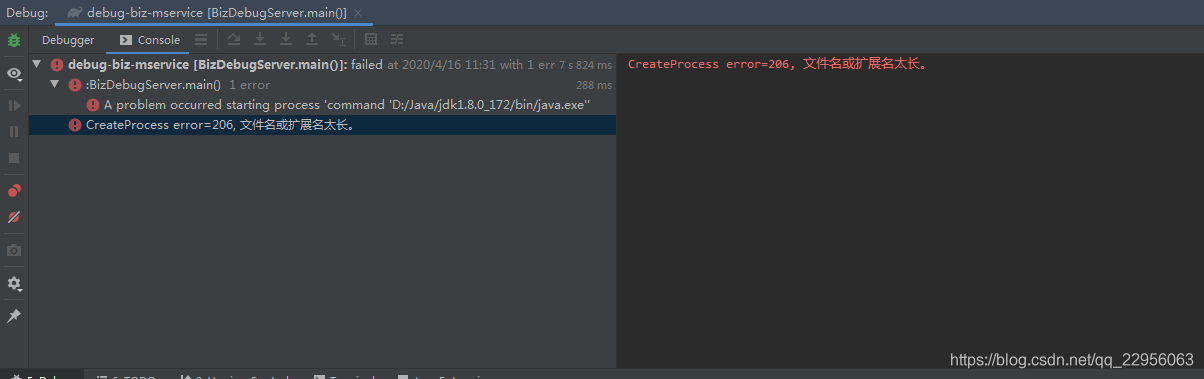 Debug: debug-biz-mservice [BizDebugServer.main()]
Debugger Console
debug-biz-mservice [BizDebugServer.main()]: failed at 2020/4/16 11:31 with 1 err 7 s 824 ms
:BizDebugServer.main() 1 error 288 ms
A problem occurred starting process 'command 'D:/Java/jdk1.8.0_172/bin/java.exe''
CreateProcess error=206, 文件名或扩展名太长。
CreateProcess error=206, 文件名或扩展名太长。
https://blog.csdn.net/qq_22956063